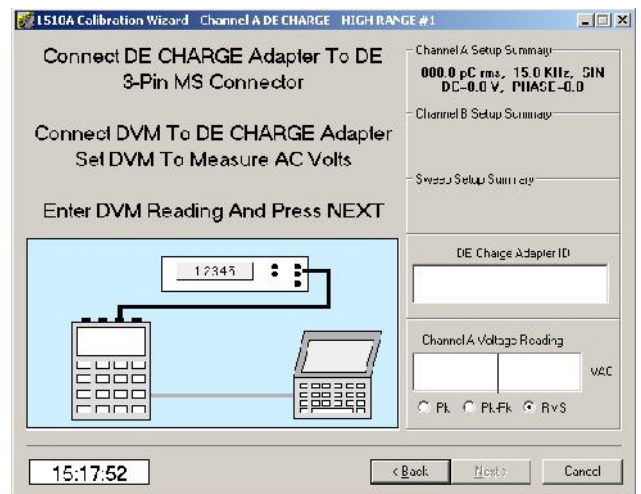 1510A Calibration Wizard Channel A DE CHARGE HIGH RANGE #1
Connect DE CHARGE Adapter To DE
3-Pin MS Connector
Connect DVM To DE CHARGE Adapter
Set DVM To Measure AC Volts
Enter DVM Reading And Press NEXT
12345
15:17:52
Channel A Setup Summary
000.0 pC rms, 15.0 KHz, SIN
DC=0.0 V, PHASE=0.0
Channel B Setup Summary
Sweep Setup Summary
DE Charge Adapter ID
Channel A Voltage Reading
VAC
Pk Pk-Pk RMS
< Back Next > Cancel